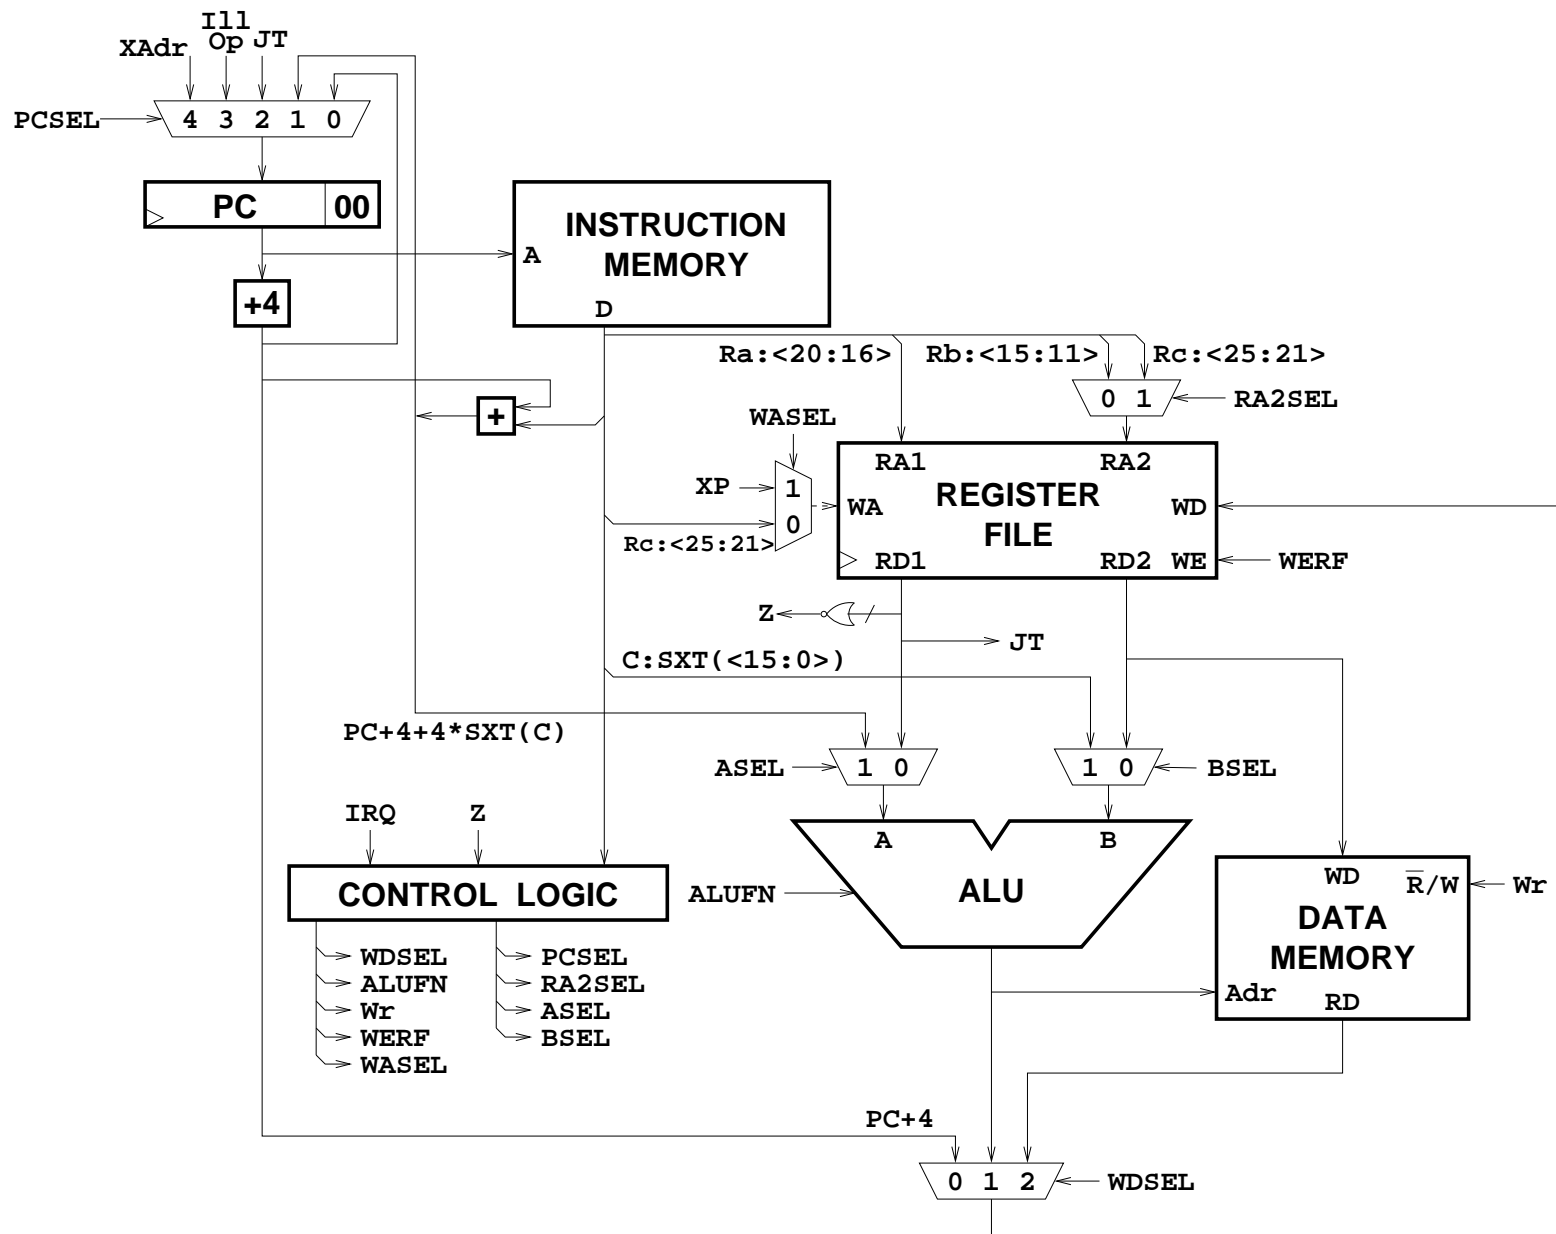 Ill
XAdr Op JT
PCSEL 4 3 2 1 0
PC 00
INSTRUCTION
MEMORY
A
D
+4
Ra:<20:16> Rb:<15:11> Rc:<25:21>
0 1 RA2SEL
+
WASEL
XP 1
0
Rc:<25:21>
RA1 RA2
REGISTER
FILE
WA WD
RD1 RD2 WE WERF
Z
JT
C:SXT(<15:0>)
PC+4+4*SXT(C)
ASEL 1 0 1 0 BSEL
IRQ Z
A B
CONTROL LOGIC
ALUFN ALU
WD R̅/W Wr
DATA
MEMORY
Adr
RD
WDSEL PCSEL
ALUFN RA2SEL
Wr ASEL
WERF BSEL
WASEL
PC+4
0 1 2 WDSEL